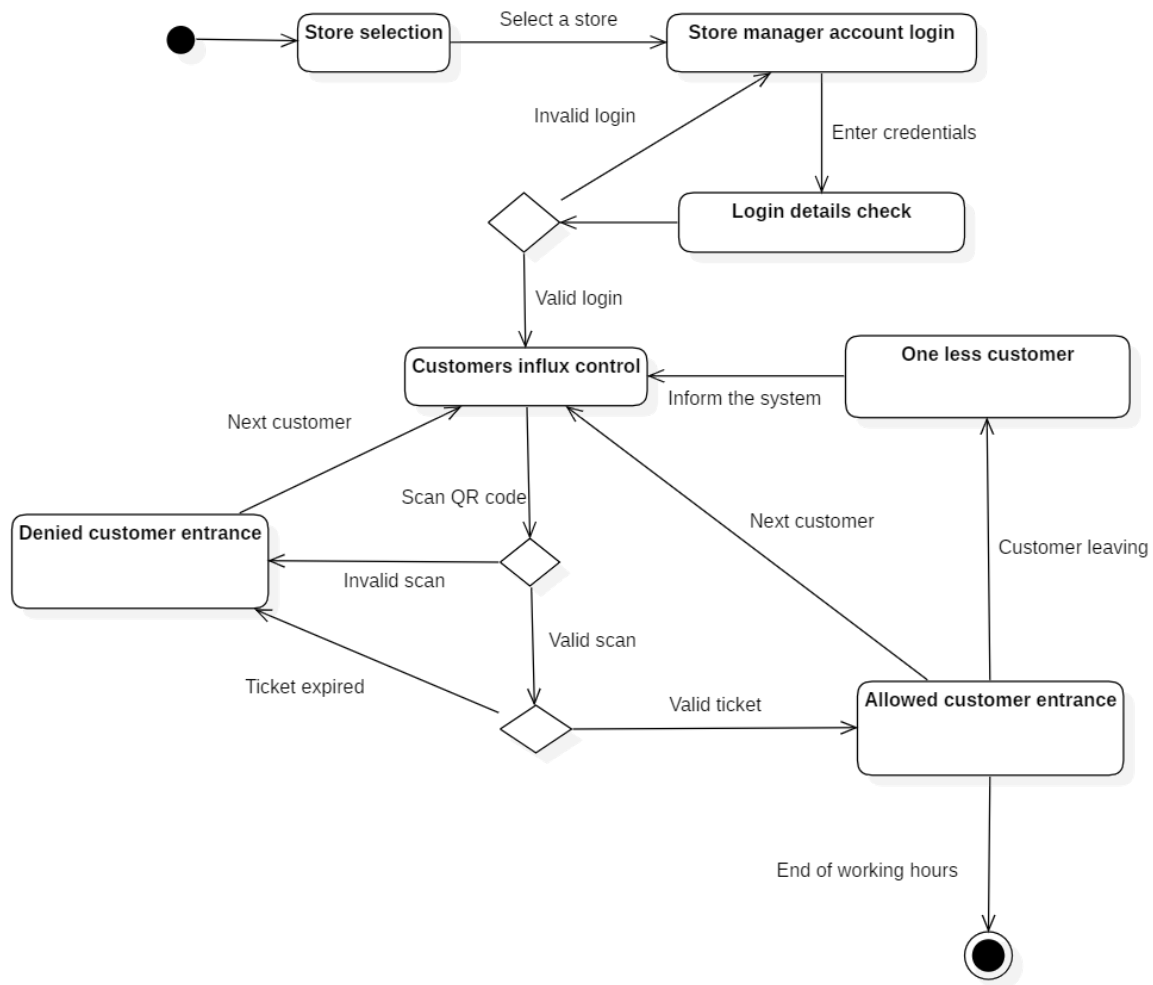 Select a store
Store selection
Store manager account login
Invalid login
Enter credentials
Login details check
Valid login
One less customer
Customers influx control
Inform the system
Next customer
Scan QR code
Next customer
Denied customer entrance
Customer leaving
Invalid scan
Valid scan
Ticket expired
Valid ticket
Allowed customer entrance
End of working hours